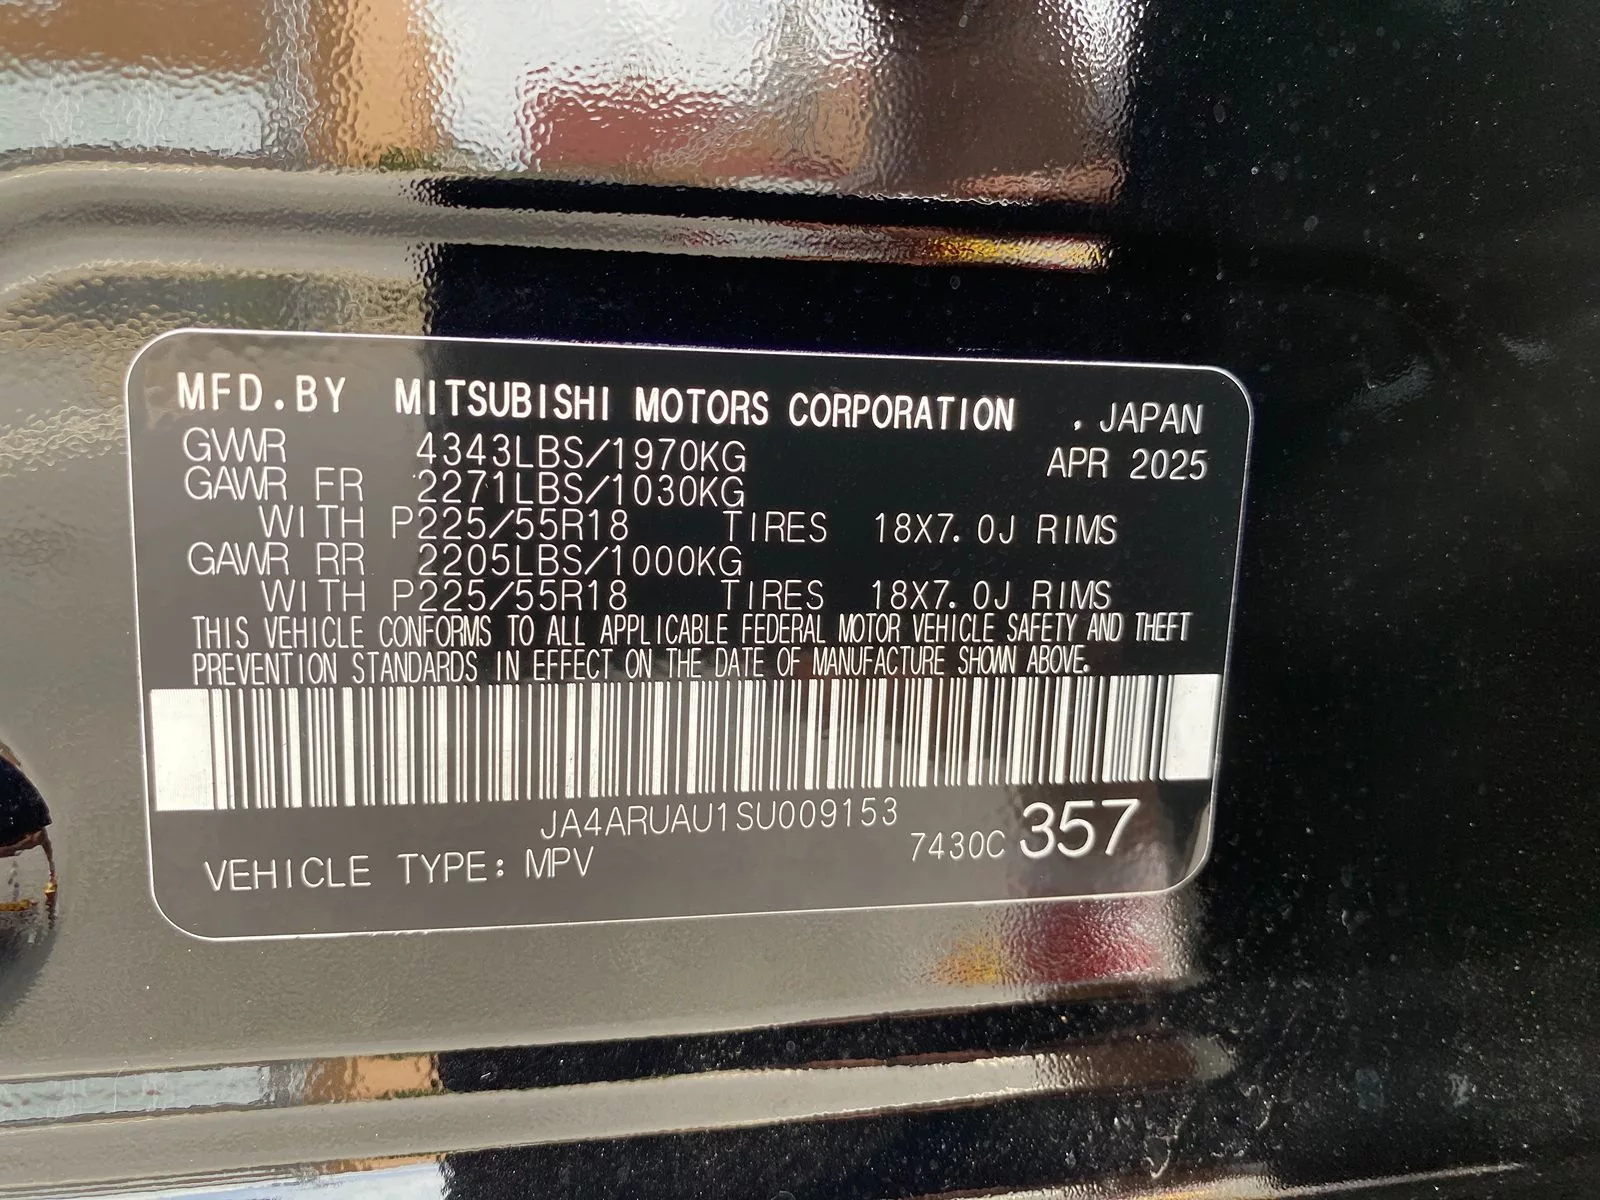 MFD.BY MITSUBISHI MOTORS CORPORATION , JAPAN
GVWR 4343LBS/1970KG APR 2025
GAWR FR 2271LBS/1030KG
WITH P225/55R18 TIRES 18X7.0J RIMS
GAWR RR 2205LBS/1000KG
WITH P225/55R18 TIRES 18X7.0J RIMS
THIS VEHICLE CONFORMS TO ALL APPLICABLE FEDERAL MOTOR VEHICLE SAFETY AND THEFT
PREVENTION STANDARDS IN EFFECT ON THE DATE OF MANUFACTURE SHOWN ABOVE.
JA4ARUAU1SU009153
VEHICLE TYPE: MPV 7430C 357